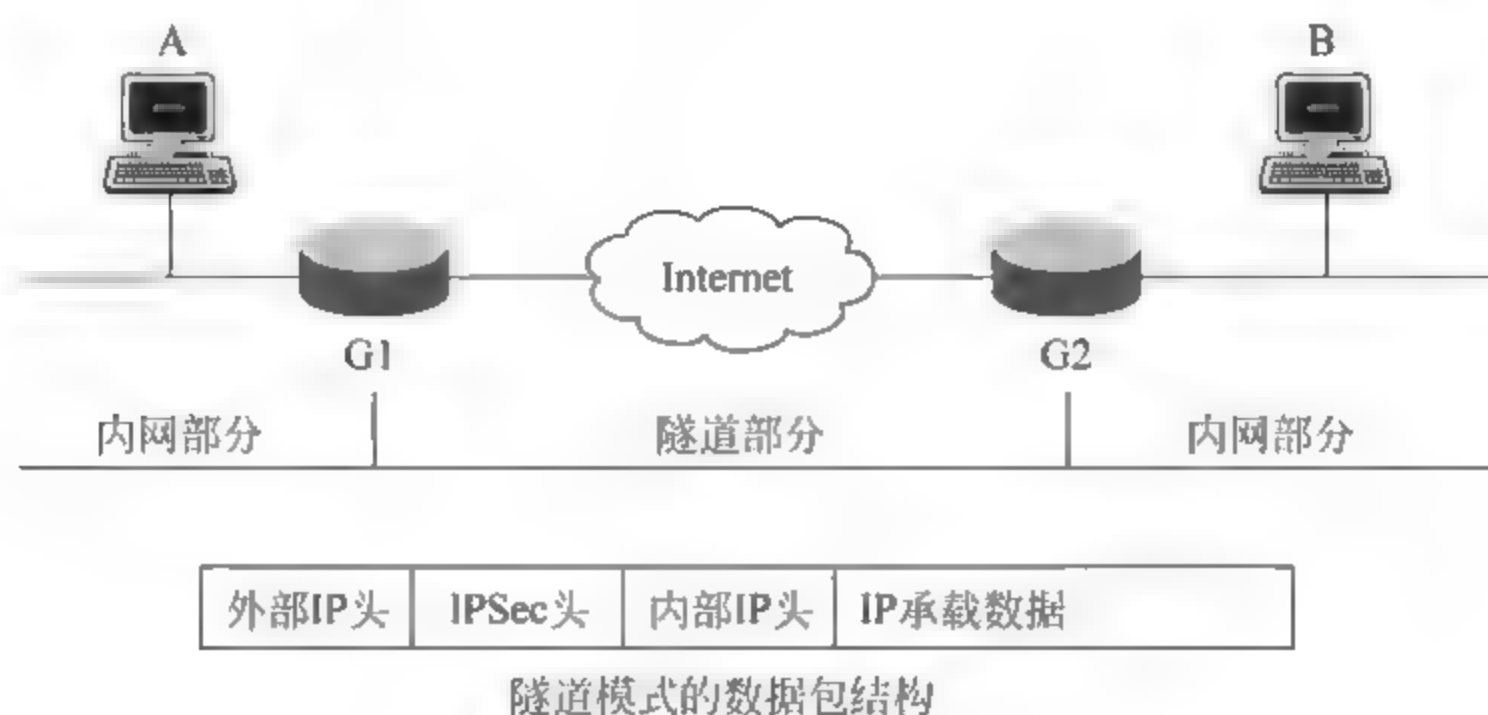 A
B
Internet
G1
G2
内网部分
隧道部分
内网部分
外部IP头
IPSec头
内部IP头
IP承载数据
隧道模式的数据包结构